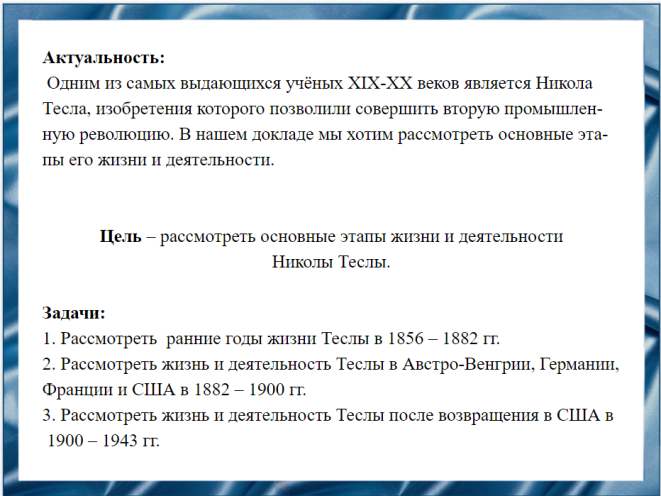 Актуальность:
Одним из самых выдающихся учёных XIX-XX веков является Никола
Тесла, изобретения которого позволили совершить вторую промышлен-
ную революцию. В нашем докладе мы хотим рассмотреть основные эта-
пы его жизни и деятельности.
Цель – рассмотреть основные этапы жизни и деятельности
Николы Теслы.
Задачи:
1. Рассмотреть  ранние годы жизни Теслы в 1856 – 1882 гг.
2. Рассмотреть жизнь и деятельность Теслы в Австро-Венгрии, Германии,
Франции и США в 1882 – 1900 гг.
3. Рассмотреть жизнь и деятельность Теслы после возвращения в США в
1900 – 1943 гг.